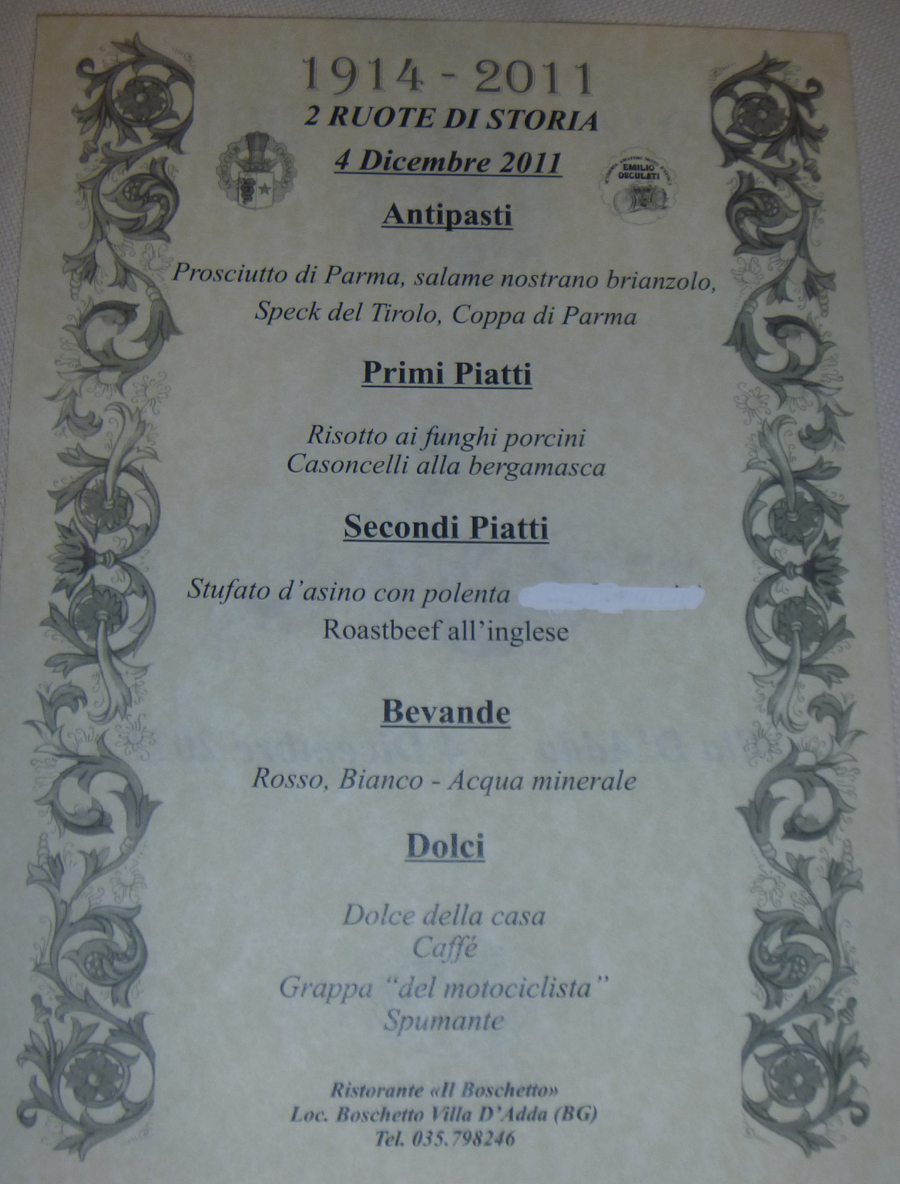 1914 - 2011
2 RUOTE DI STORIA
4 Dicembre 2011
EMILIO
OSCULATI
Antipasti
Prosciutto di Parma, salame nostrano brianzolo,
Speck del Tirolo, Coppa di Parma
Primi Piatti
Risotto ai funghi porcini
Casoncelli alla bergamasca
Secondi Piatti
Stufato d’asino con polenta
Roastbeef all’inglese
Bevande
Rosso, Bianco - Acqua minerale
Dolci
Dolce della casa
Caffé
Grappa “del motociclista”
Spumante
Ristorante «Il Boschetto»
Loc. Boschetto Villa D’Adda (BG)
Tel. 035.798246